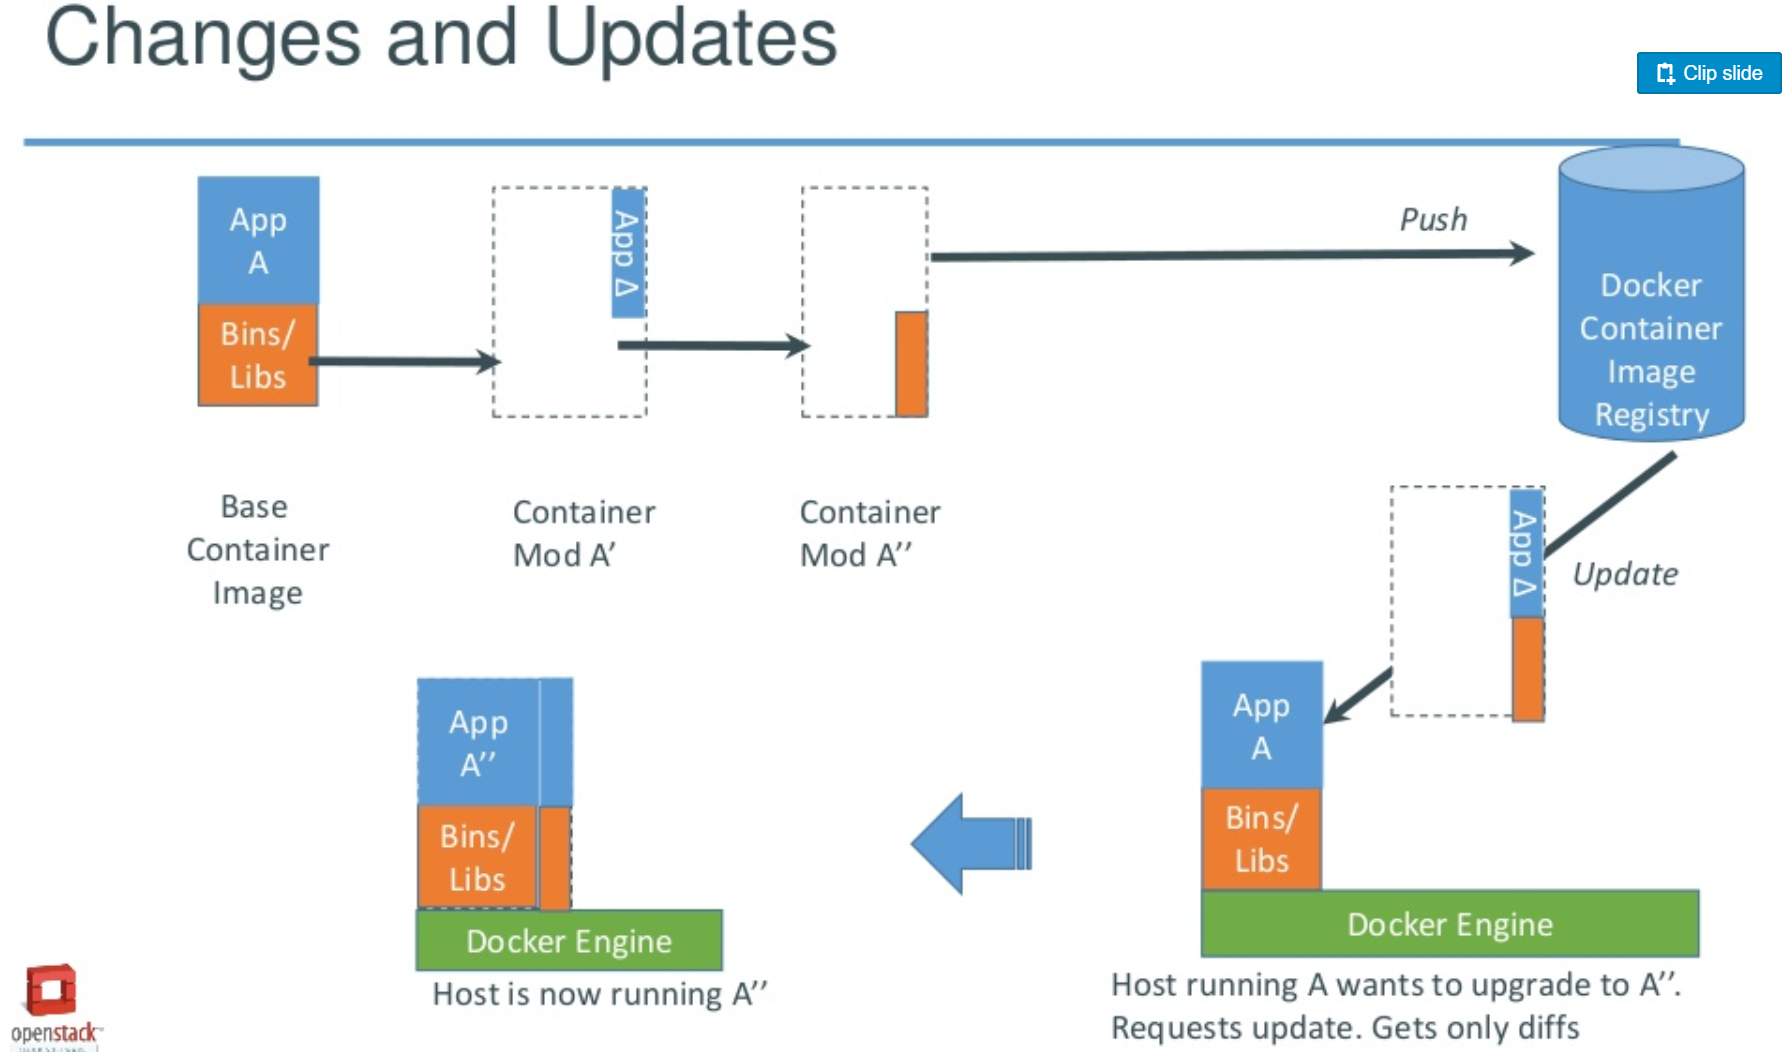 Changes and Updates
Clip slide
App
A
Bins/
Libs
App Δ
Push
Docker
Container
Image
Registry
Base
Container
Image
Container
Mod A’
Container
Mod A’’
App Δ
Update
App
A’’
Bins/
Libs
Docker Engine
Host is now running A’’
App
A
Bins/
Libs
Docker Engine
Host running A wants to upgrade to A’’.
Requests update. Gets only diffs
openstack™